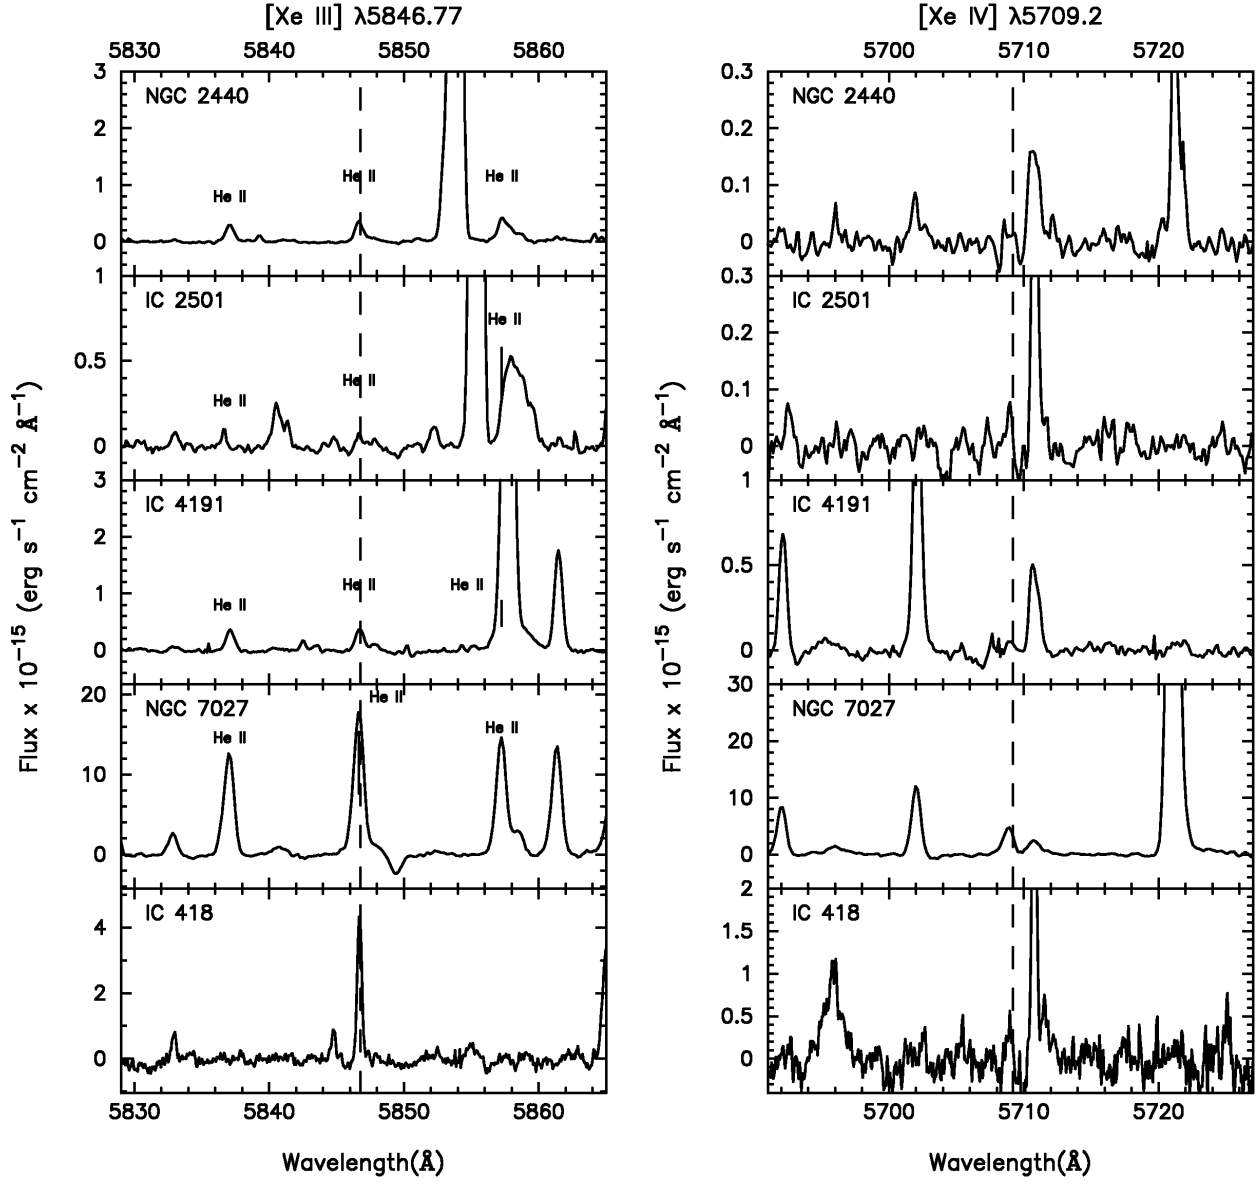 [Xe III] λ5846.77
5830 5840 5850 5860
3
2
1
0
NGC 2440
He II
He II
He II
1
0.5
0
IC 2501
He II
He II
He II
3
2
1
0
IC 4191
He II
He II
He II
20
10
0
NGC 7027
He II
He II
He II
4
2
0
IC 418
5830 5840 5850 5860
Wavelength(Å)
Flux x 10⁻¹⁵ (erg s⁻¹ cm⁻² Å⁻¹)
[Xe IV] λ5709.2
5700 5710 5720
0.3
0.2
0.1
0
NGC 2440
0.3
0.2
0.1
0
IC 2501
1
0.5
0
IC 4191
30
20
10
0
NGC 7027
2
1.5
1
0.5
0
IC 418
5700 5710 5720
Wavelength(Å)
Flux x 10⁻¹⁵ (erg s⁻¹ cm⁻² Å⁻¹)